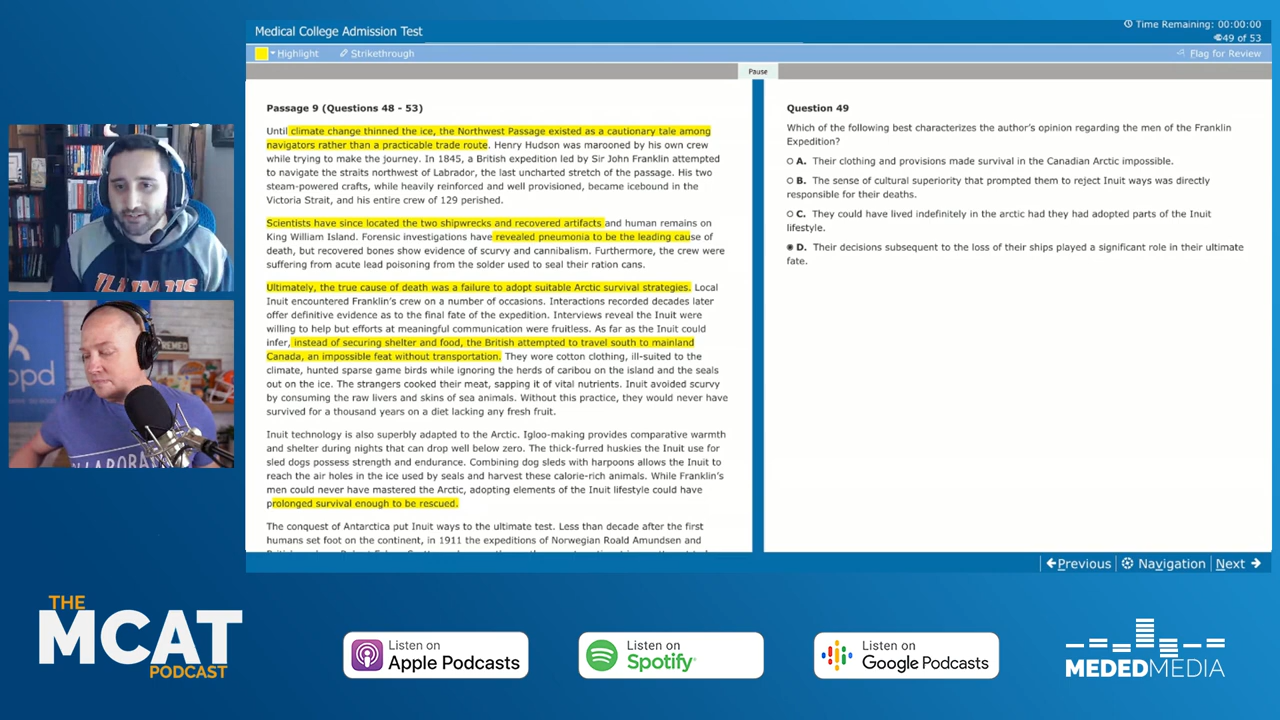 Medical College Admission Test
Time Remaining: 00:00:00
49 of 53
Highlight
Strikethrough
Flag for Review
Pause
Passage 9 (Questions 48 - 53)
Until climate change thinned the ice, the Northwest Passage existed as a cautionary tale among
navigators rather than a practicable trade route. Henry Hudson was marooned by his own crew
while trying to make the journey. In 1845, a British expedition led by Sir John Franklin attempted
to navigate the straits northwest of Labrador, the last uncharted stretch of the passage. His two
steam-powered crafts, while heavily reinforced and well provisioned, became icebound in the
Victoria Strait, and his entire crew of 129 perished.
Scientists have since located the two shipwrecks and recovered artifacts and human remains on
King William Island. Forensic investigations have revealed pneumonia to be the leading cause of
death, but recovered bones show evidence of scurvy and cannibalism. Furthermore, the crew were
suffering from acute lead poisoning from the solder used to seal their ration cans.
Ultimately, the true cause of death was a failure to adopt suitable Arctic survival strategies. Local
Inuit encountered Franklin's crew on a number of occasions. Interactions recorded decades later
offer definitive evidence as to the final fate of the expedition. Interviews reveal the Inuit were
willing to help but efforts at meaningful communication were fruitless. As far as the Inuit could
infer, instead of securing shelter and food, the British attempted to travel south to mainland
Canada, an impossible feat without transportation. They wore cotton clothing, ill-suited to the
climate, hunted sparse game birds while ignoring the herds of caribou on the island and the seals
out on the ice. The strangers cooked their meat, sapping it of vital nutrients. Inuit avoided scurvy
by consuming the raw livers and skins of sea animals. Without this practice, they would never have
survived for a thousand years on a diet lacking any fresh fruit.
Inuit technology is also superbly adapted to the Arctic. Igloo-making provides comparative warmth
and shelter during nights that can drop well below zero. The thick-furred huskies the Inuit use for
sled dogs possess strength and endurance. Combining dog sleds with harpoons allows the Inuit to
reach the air holes in the ice used by seals and harvest these calorie-rich animals. While Franklin's
men could never have mastered the Arctic, adopting elements of the Inuit lifestyle could have
prolonged survival enough to be rescued.
The conquest of Antarctica put Inuit ways to the ultimate test. Less than decade after the first
humans set foot on the continent, in 1911 the expeditions of Norwegian Roald Amundsen and
Question 49
Which of the following best characterizes the author's opinion regarding the men of the Franklin
Expedition?
A. Their clothing and provisions made survival in the Canadian Arctic impossible.
B. The sense of cultural superiority that prompted them to reject Inuit ways was directly
responsible for their deaths.
C. They could have lived indefinitely in the arctic had they had adopted parts of the Inuit
lifestyle.
D. Their decisions subsequent to the loss of their ships played a significant role in their ultimate
fate.
Previous
Navigation
Next
THE
MCAT
PODCAST
Listen on
Apple Podcasts
Listen on
Spotify
Listen on
Google Podcasts
MEDEDMEDIA